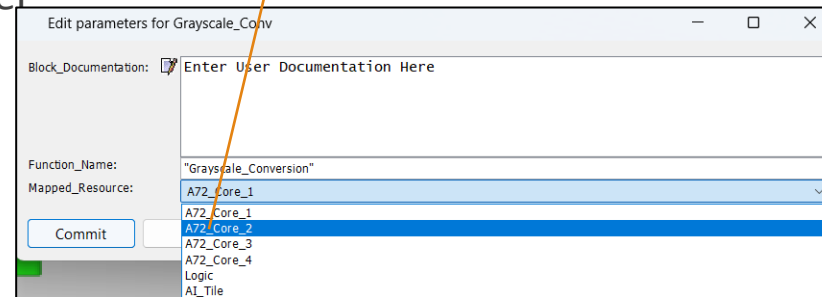 Edit parameters for Grayscale_Conv
Block_Documentation:
Enter User Documentation Here
Function_Name:
"Grayscale_Conversion"
Mapped_Resource:
A72_Core_1
A72_Core_1
Commit
A72_Core_2
A72_Core_3
A72_Core_4
Logic
AI_Tile